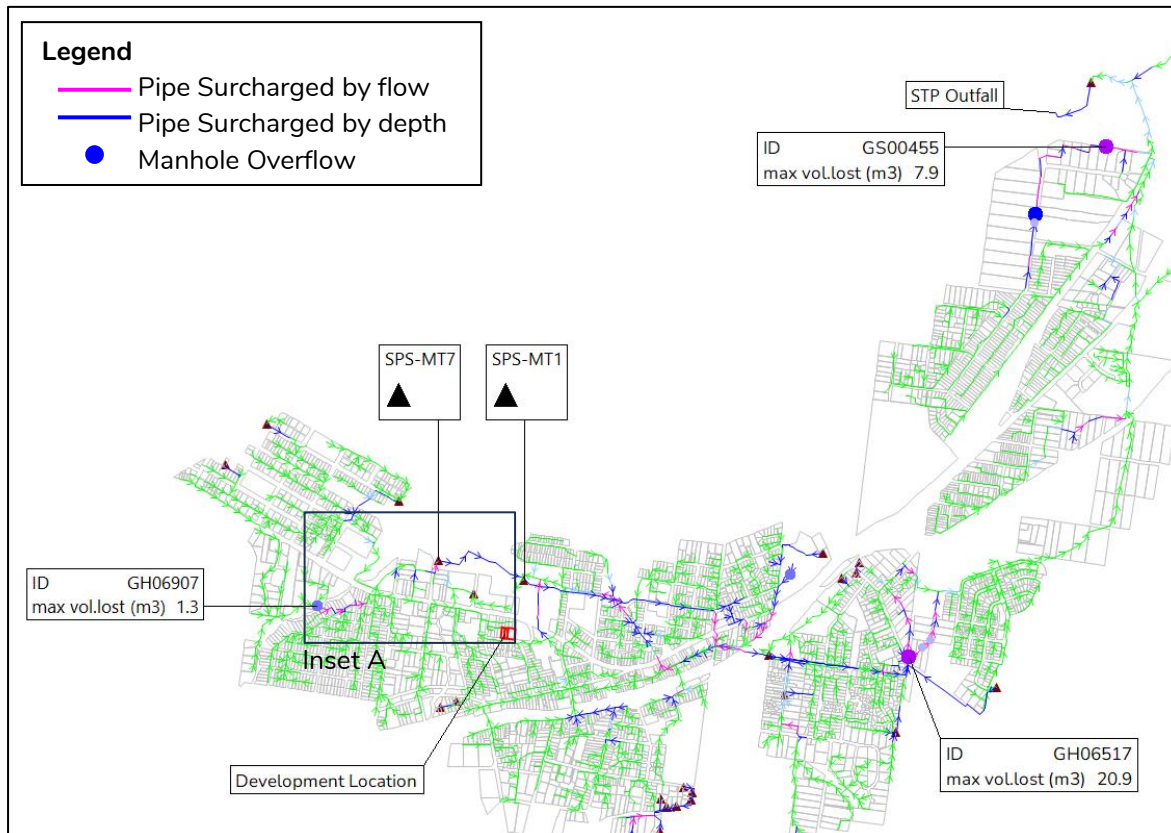 Legend
Pipe Surcharged by flow
Pipe Surcharged by depth
Manhole Overflow
STP Outfall
ID GS00455
max vol.lost (m3) 7.9
SPS-MT7
SPS-MT1
ID GH06907
max vol.lost (m3) 1.3
Inset A
Development Location
ID GH06517
max vol.lost (m3) 20.9